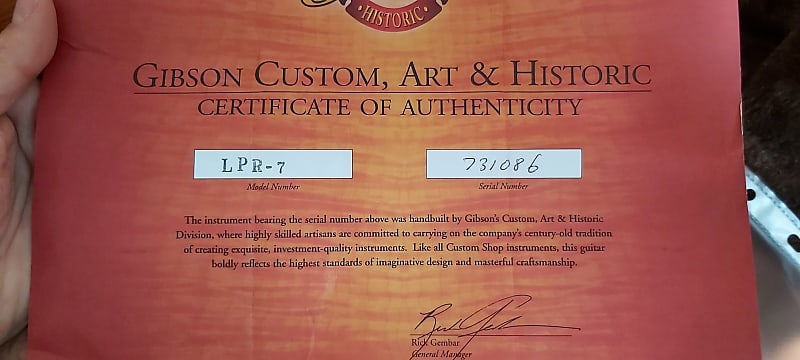 · HISTORIC ·
GIBSON CUSTOM, ART & HISTORIC
CERTIFICATE OF AUTHENTICITY
LPR-7 731086
Model Number Serial Number
The instrument bearing the serial number above was handbuilt by Gibson's Custom, Art & Historic
Division, where highly skilled artisans are committed to carrying on the company's century-old tradition
of creating exquisite, investment-quality instruments. Like all Custom Shop instruments, this guitar
boldly reflects the highest standards of imaginative design and masterful craftsmanship.
Rick Gembar
General Manager